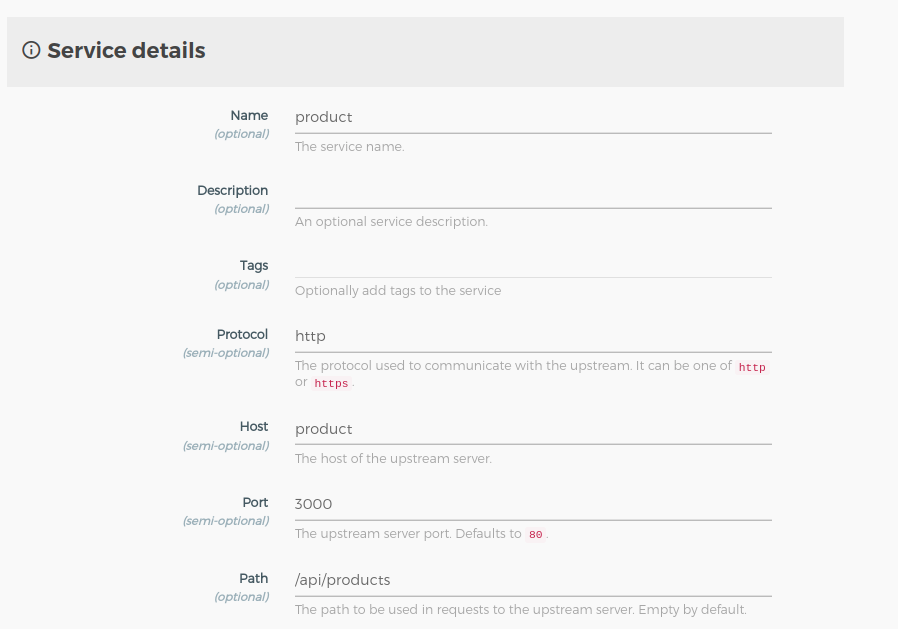 Service details
Name
(optional)
product
The service name.
Description
(optional)
An optional service description.
Tags
(optional)
Optionally add tags to the service
Protocol
(semi-optional)
http
The protocol used to communicate with the upstream. It can be one of http
or https.
Host
(semi-optional)
product
The host of the upstream server.
Port
(semi-optional)
3000
The upstream server port. Defaults to 80.
Path
(optional)
/api/products
The path to be used in requests to the upstream server. Empty by default.